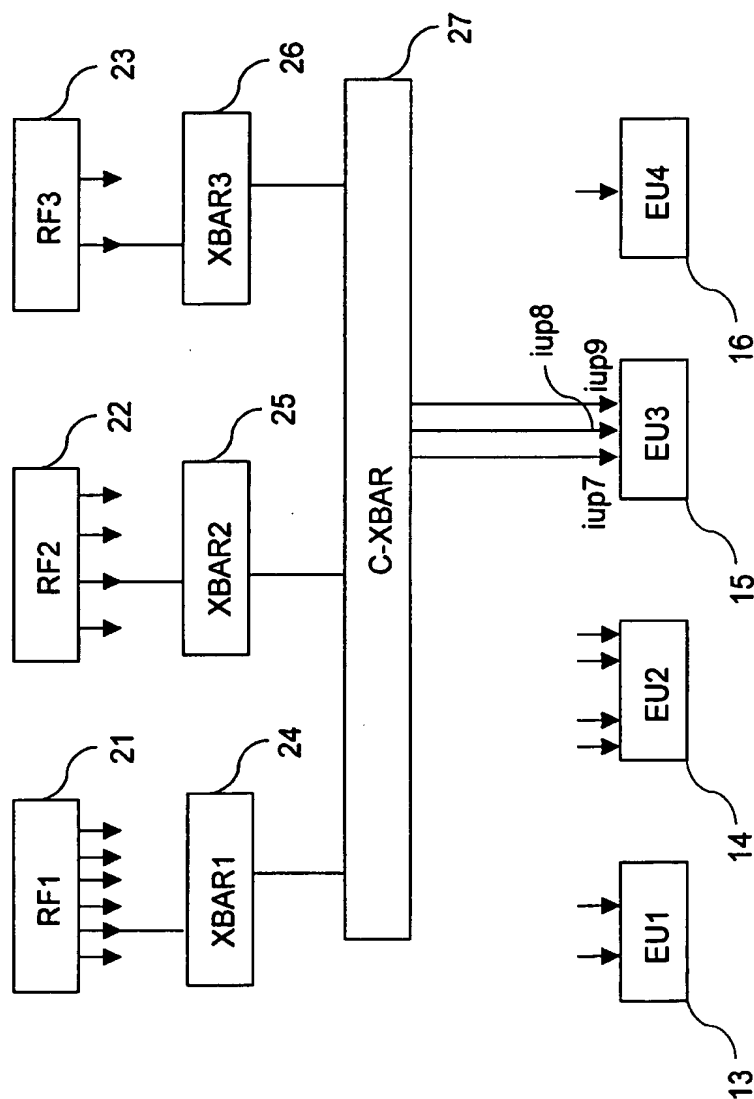 21
22
23
RF1
RF2
RF3
24
25
26
XBAR1
XBAR2
XBAR3
27
C-XBAR
iup7
iup8
iup9
EU1
EU2
EU3
EU4
13
14
15
16